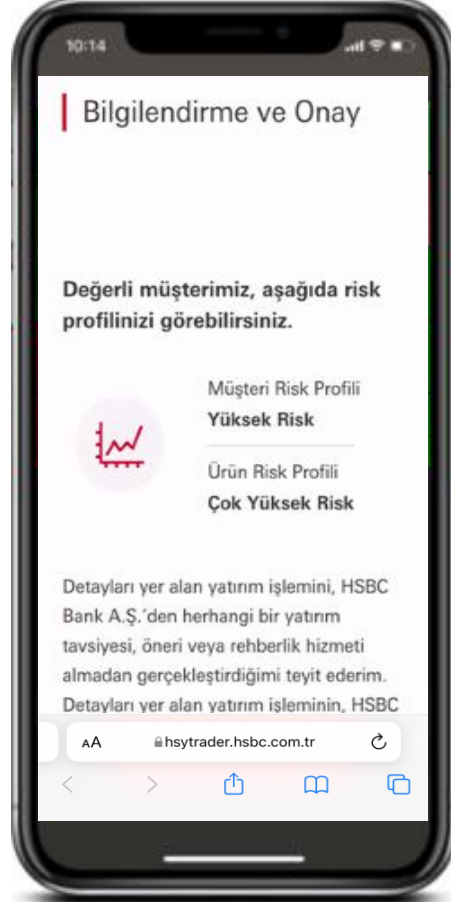 10:14
Bilgilendirme ve Onay
Değerli müşterimiz, aşağıda risk
profilinizi görebilirsiniz.
Müşteri Risk Profili
Yüksek Risk
Ürün Risk Profili
Çok Yüksek Risk
Detayları yer alan yatırım işlemini, HSBC
Bank A.Ş.'den herhangi bir yatırım
tavsiyesi, öneri veya rehberlik hizmeti
almadan gerçekleştirdiğimi teyit ederim.
Detayları yer alan yatırım işleminin, HSBC
AA hsytrader.hsbc.com.tr